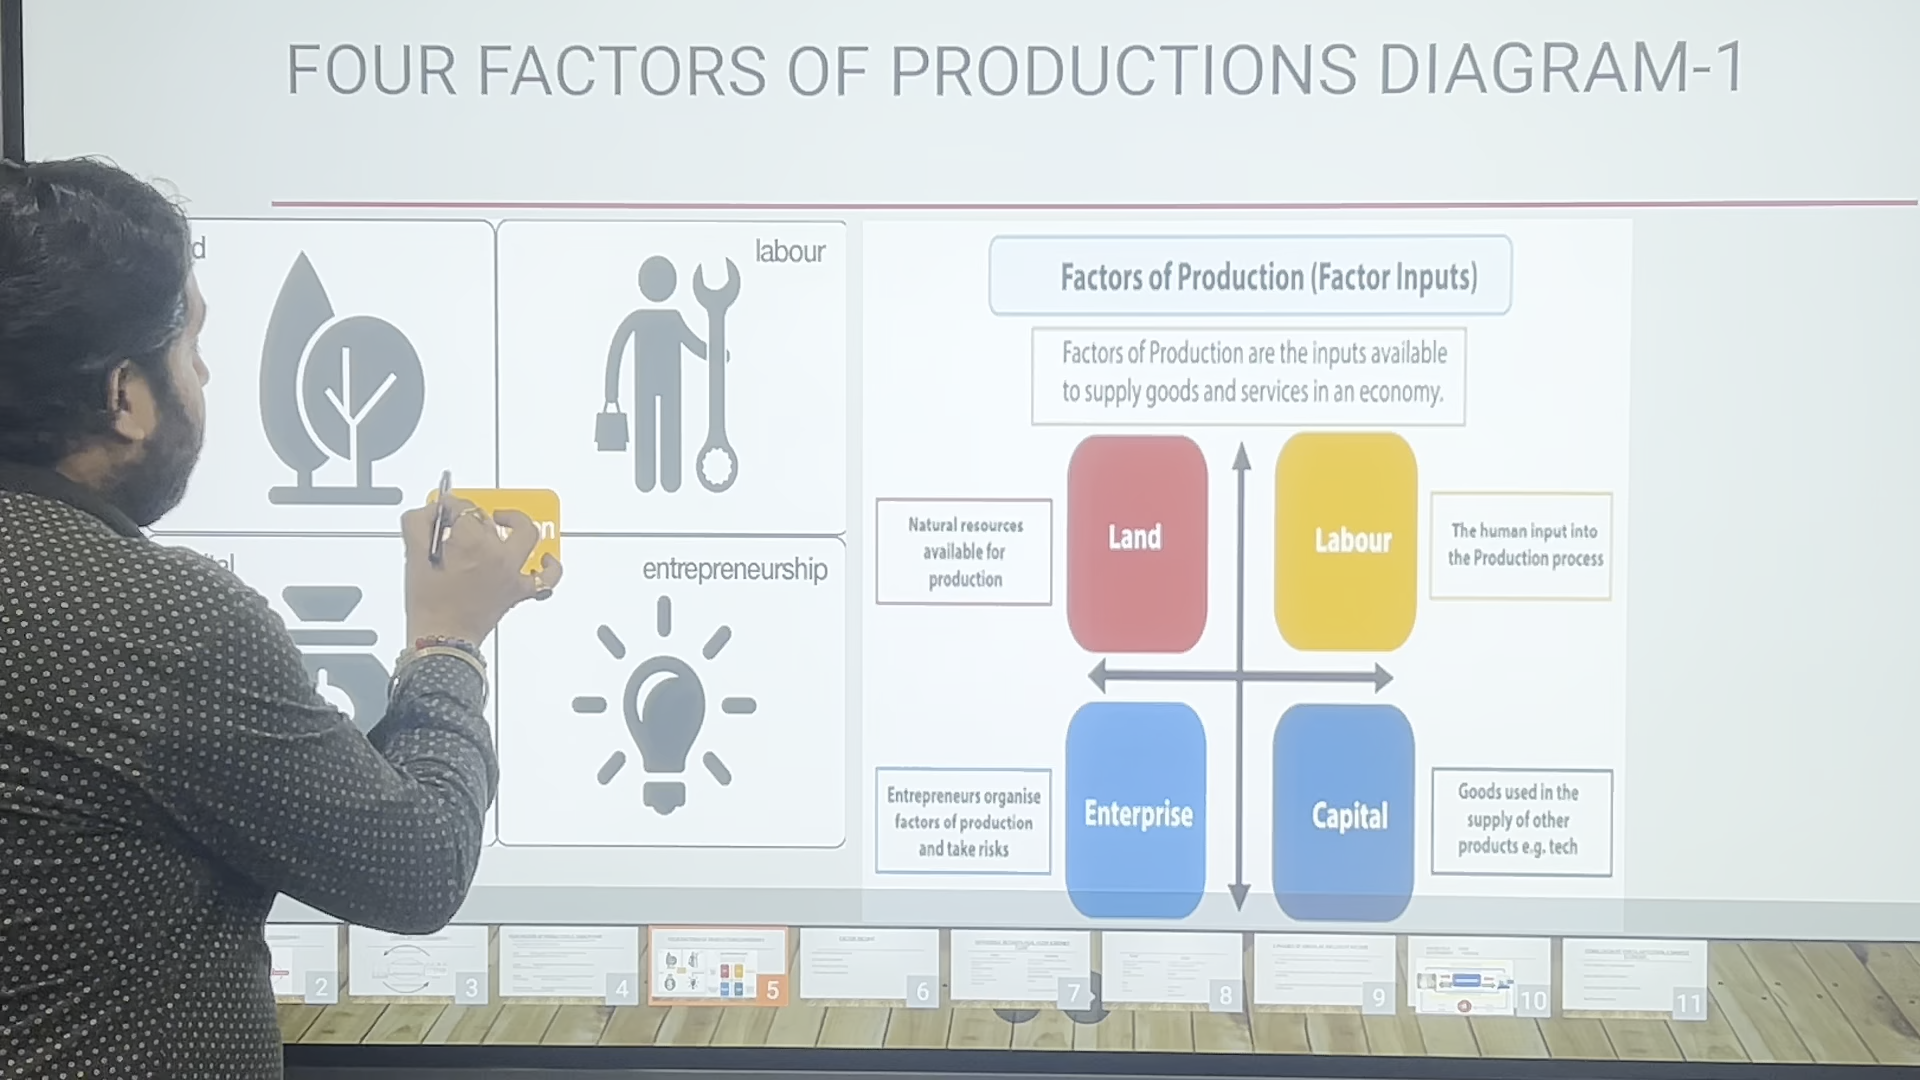 FOUR FACTORS OF PRODUCTIONS DIAGRAM-1
labour
entrepreneurship
Factors of Production (Factor Inputs)
Factors of Production are the inputs available
to supply goods and services in an economy.
Natural resources
available for
production
Land
Labour
The human input into
the Production process
Entrepreneurs organise
factors of production
and take risks
Enterprise
Capital
Goods used in the
supply of other
products e.g. tech
2
3
4
5
6
7
8
9
10
11